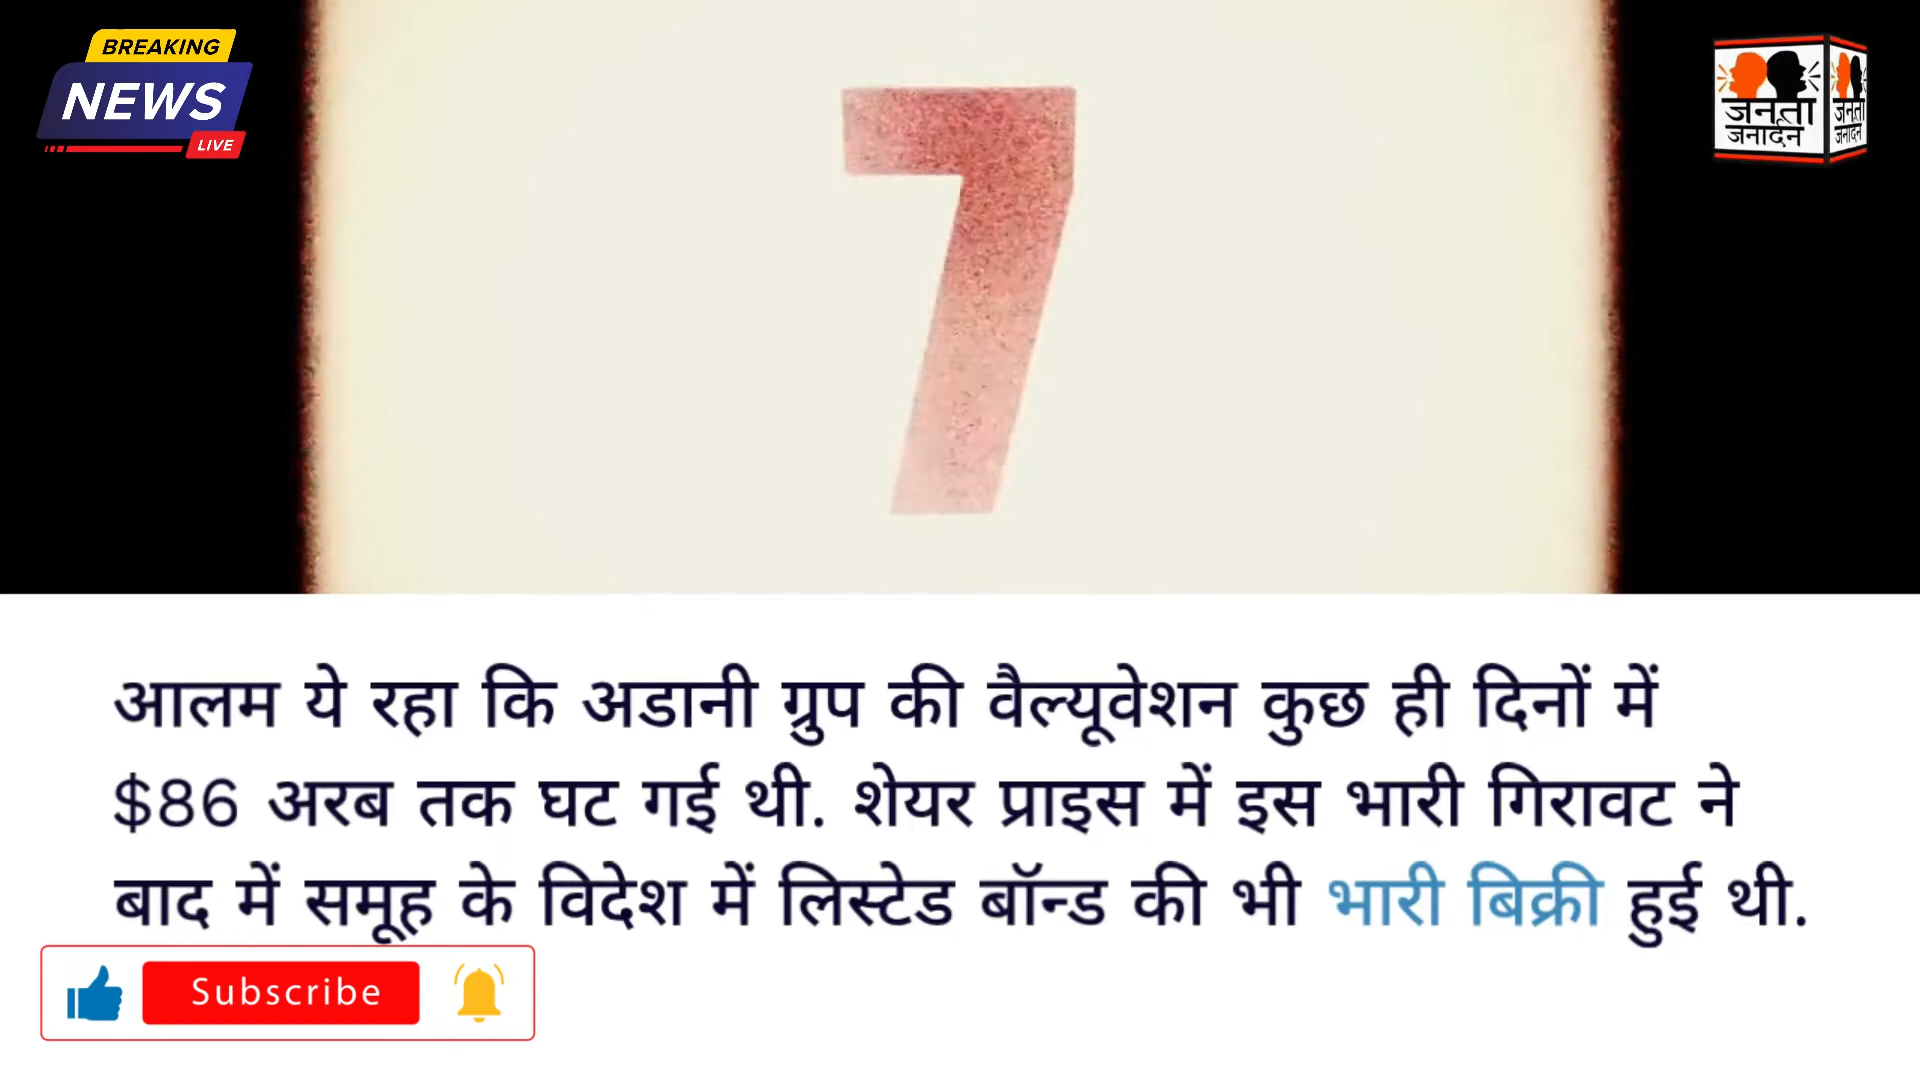 BREAKING
NEWS
LIVE
7
जनता
जनार्दन
जनता
जनार्दन
आलम ये रहा कि अडानी ग्रुप की वैल्यूवेशन कुछ ही दिनों में
$86 अरब तक घट गई थी. शेयर प्राइस में इस भारी गिरावट ने
बाद में समूह के विदेश में लिस्टेड बॉन्ड की भी भारी बिक्री हुई थी.
Subscribe